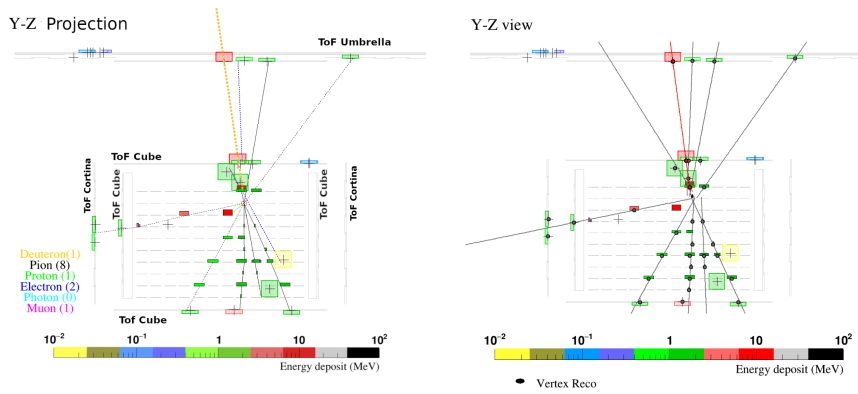 Y-Z Projection
ToF Umbrella
ToF Cube
ToF Cortina
ToF Cube
ToF Cube
ToF Cortina
Deuteron(1)
Pion (8)
Proton (1)
Electron (2)
Photon (0)
Muon (1)
Tof Cube
10⁻² 10⁻¹ 1 10 10²
Energy deposit (MeV)
Y-Z view
10⁻² 10⁻¹ 1 10 10²
Energy deposit (MeV)
Vertex Reco